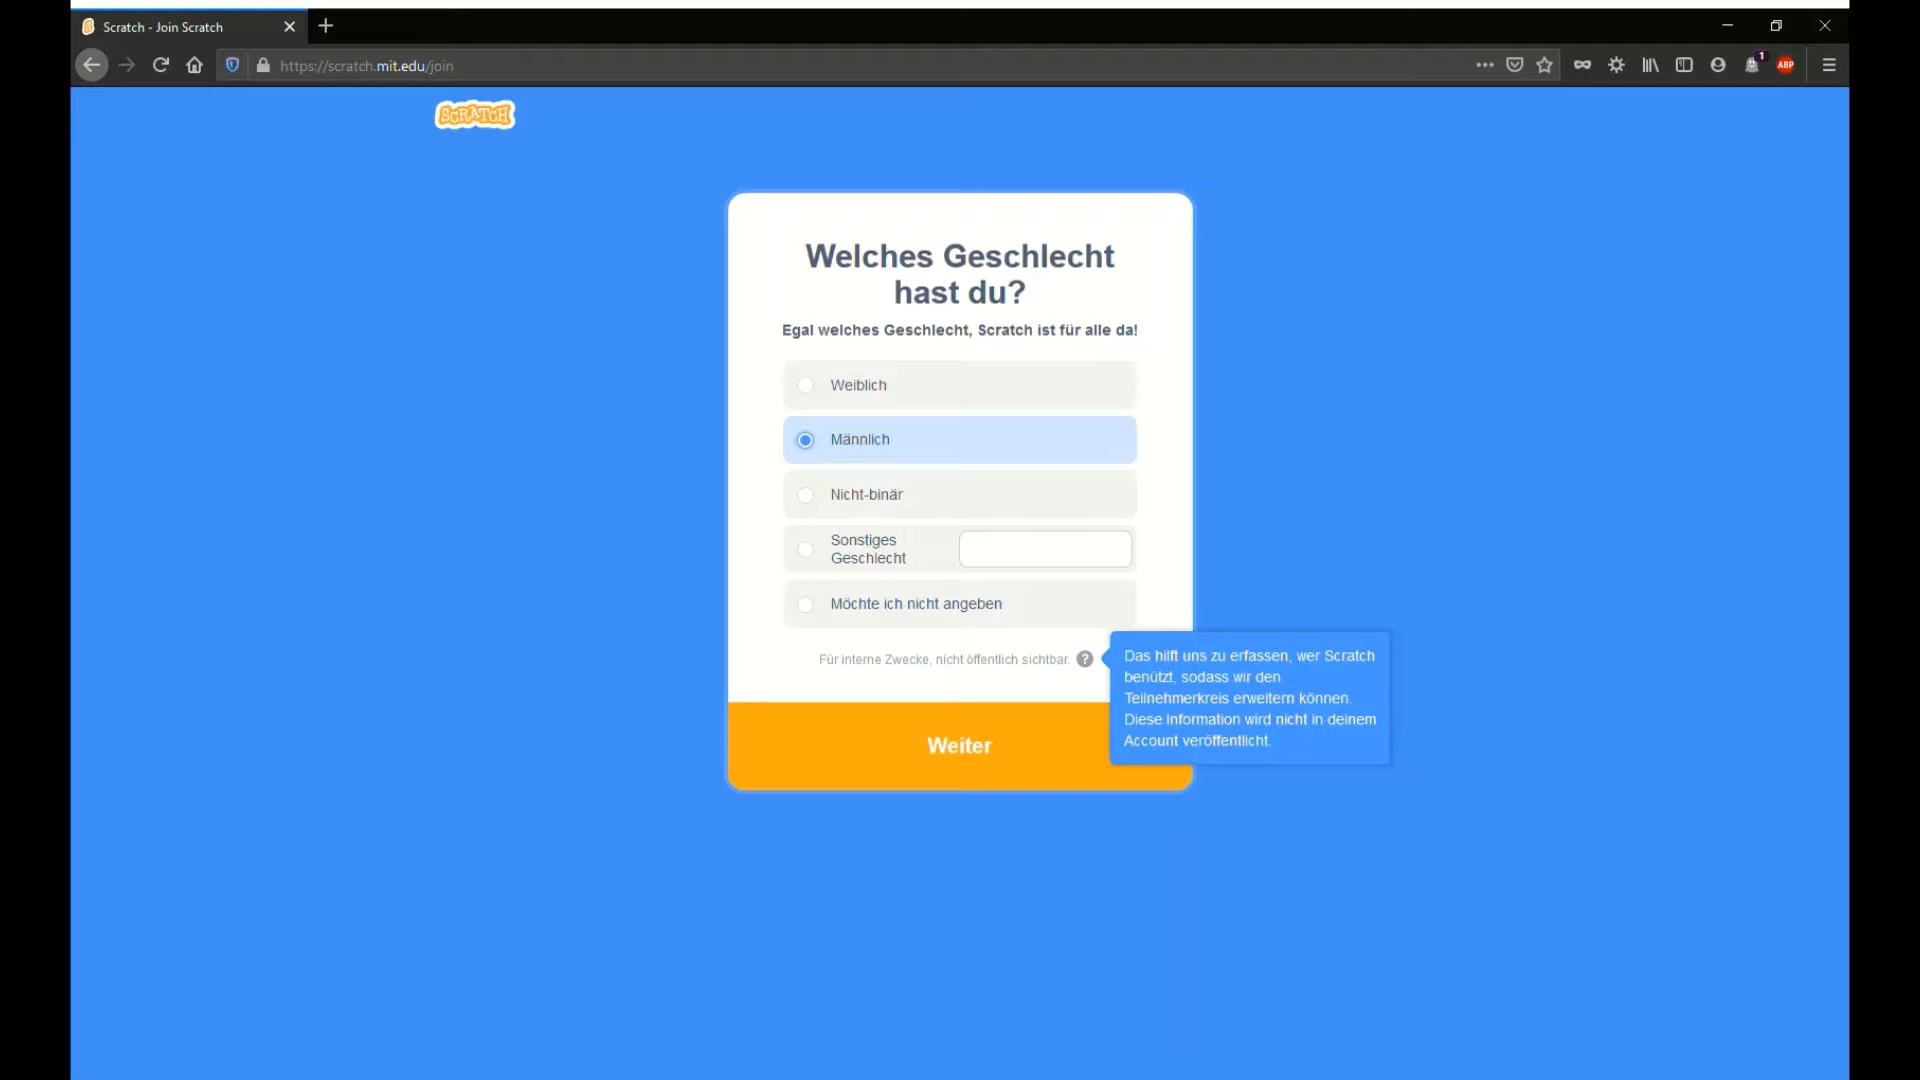 Scratch - Join Scratch
https://scratch.mit.edu/join
1
ABP
SCRATCH
Welches Geschlecht
hast du?
Egal welches Geschlecht, Scratch ist für alle da!
Weiblich
Männlich
Nicht-binär
Sonstiges
Geschlecht
Möchte ich nicht angeben
Für interne Zwecke, nicht öffentlich sichtbar. ?
Das hilft uns zu erfassen, wer Scratch
benützt, sodass wir den
Teilnehmerkreis erweitern können.
Diese Information wird nicht in deinem
Account veröffentlicht.
Weiter